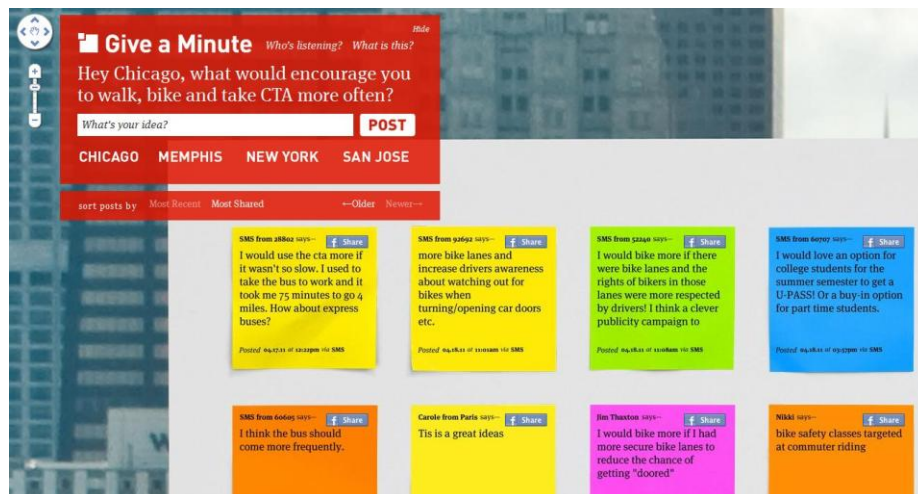 Hide
Give a Minute Who's listening? What is this?
Hey Chicago, what would encourage you
to walk, bike and take CTA more often?
What's your idea?
POST
CHICAGO MEMPHIS NEW YORK SAN JOSE
sort posts by Most Recent Most Shared ←Older Newer→
SMS from 28802 says—
Share
I would use the cta more if
it wasn't so slow. I used to
take the bus to work and it
took me 75 minutes to go 4
miles. How about express
buses?
Posted 04.17.11 at 12:22pm via SMS
SMS from 92692 says—
Share
more bike lanes and
increase drivers awareness
about watching out for
bikes when
turning/opening car doors
etc.
Posted 04.18.11 at 11:01am via SMS
SMS from 52240 says—
Share
I would bike more if there
were bike lanes and the
rights of bikers in those
lanes were more respected
by drivers! I think a clever
publicity campaign to
Posted 04.18.11 at 11:08am via SMS
SMS from 60707 says—
Share
I would love an option for
college students for the
summer semester to get a
U-PASS! Or a buy-in option
for part time students.
Posted 04.18.11 at 03:57pm via SMS
SMS from 60605 says—
Share
I think the bus should
come more frequently.
Carole from Paris says—
Share
Tis is a great ideas
Jim Thaxton says—
Share
I would bike more if I had
more secure bike lanes to
reduce the chance of
getting "doored"
Nikki says—
Share
bike safety classes targeted
at commuter riding